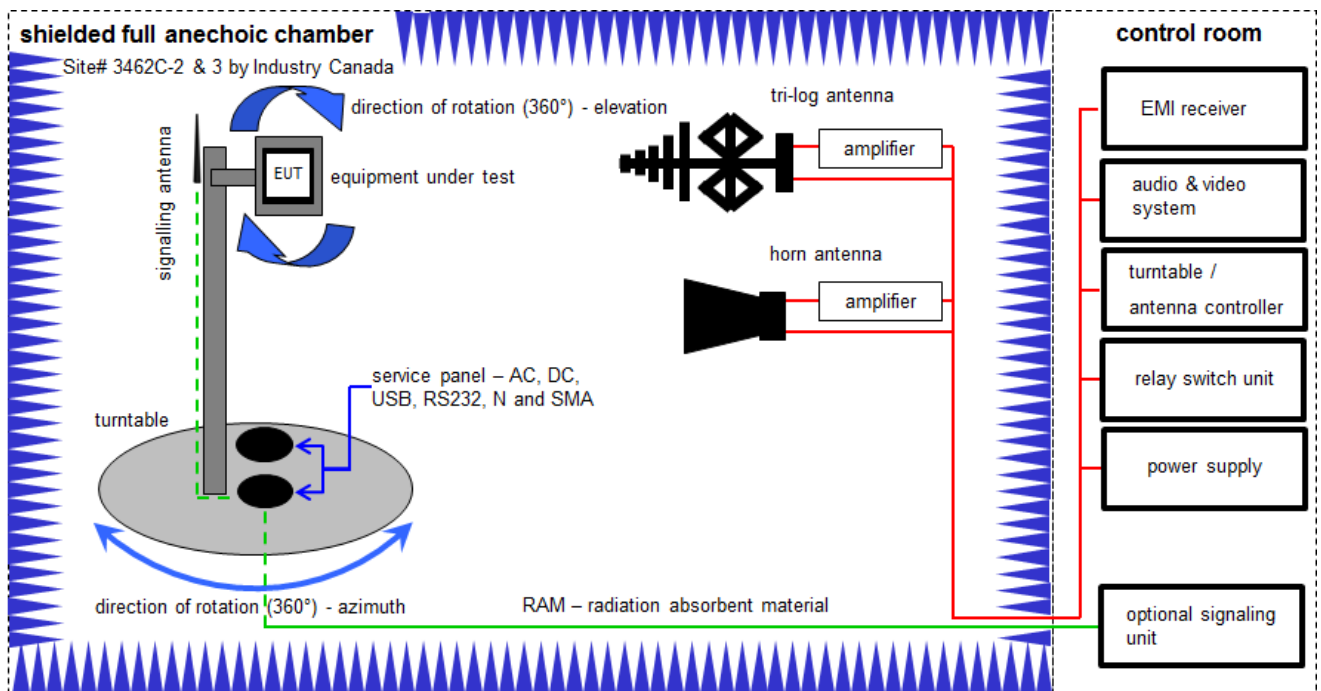 shielded full anechoic chamber
Site# 3462C-2 & 3 by Industry Canada
direction of rotation (360°) - elevation
signalling antenna
EUT
equipment under test
tri-log antenna
amplifier
horn antenna
amplifier
service panel – AC, DC,
USB, RS232, N and SMA
turntable
direction of rotation (360°) - azimuth
RAM – radiation absorbent material
control room
EMI receiver
audio & video
system
turntable /
antenna controller
relay switch unit
power supply
optional signaling
unit